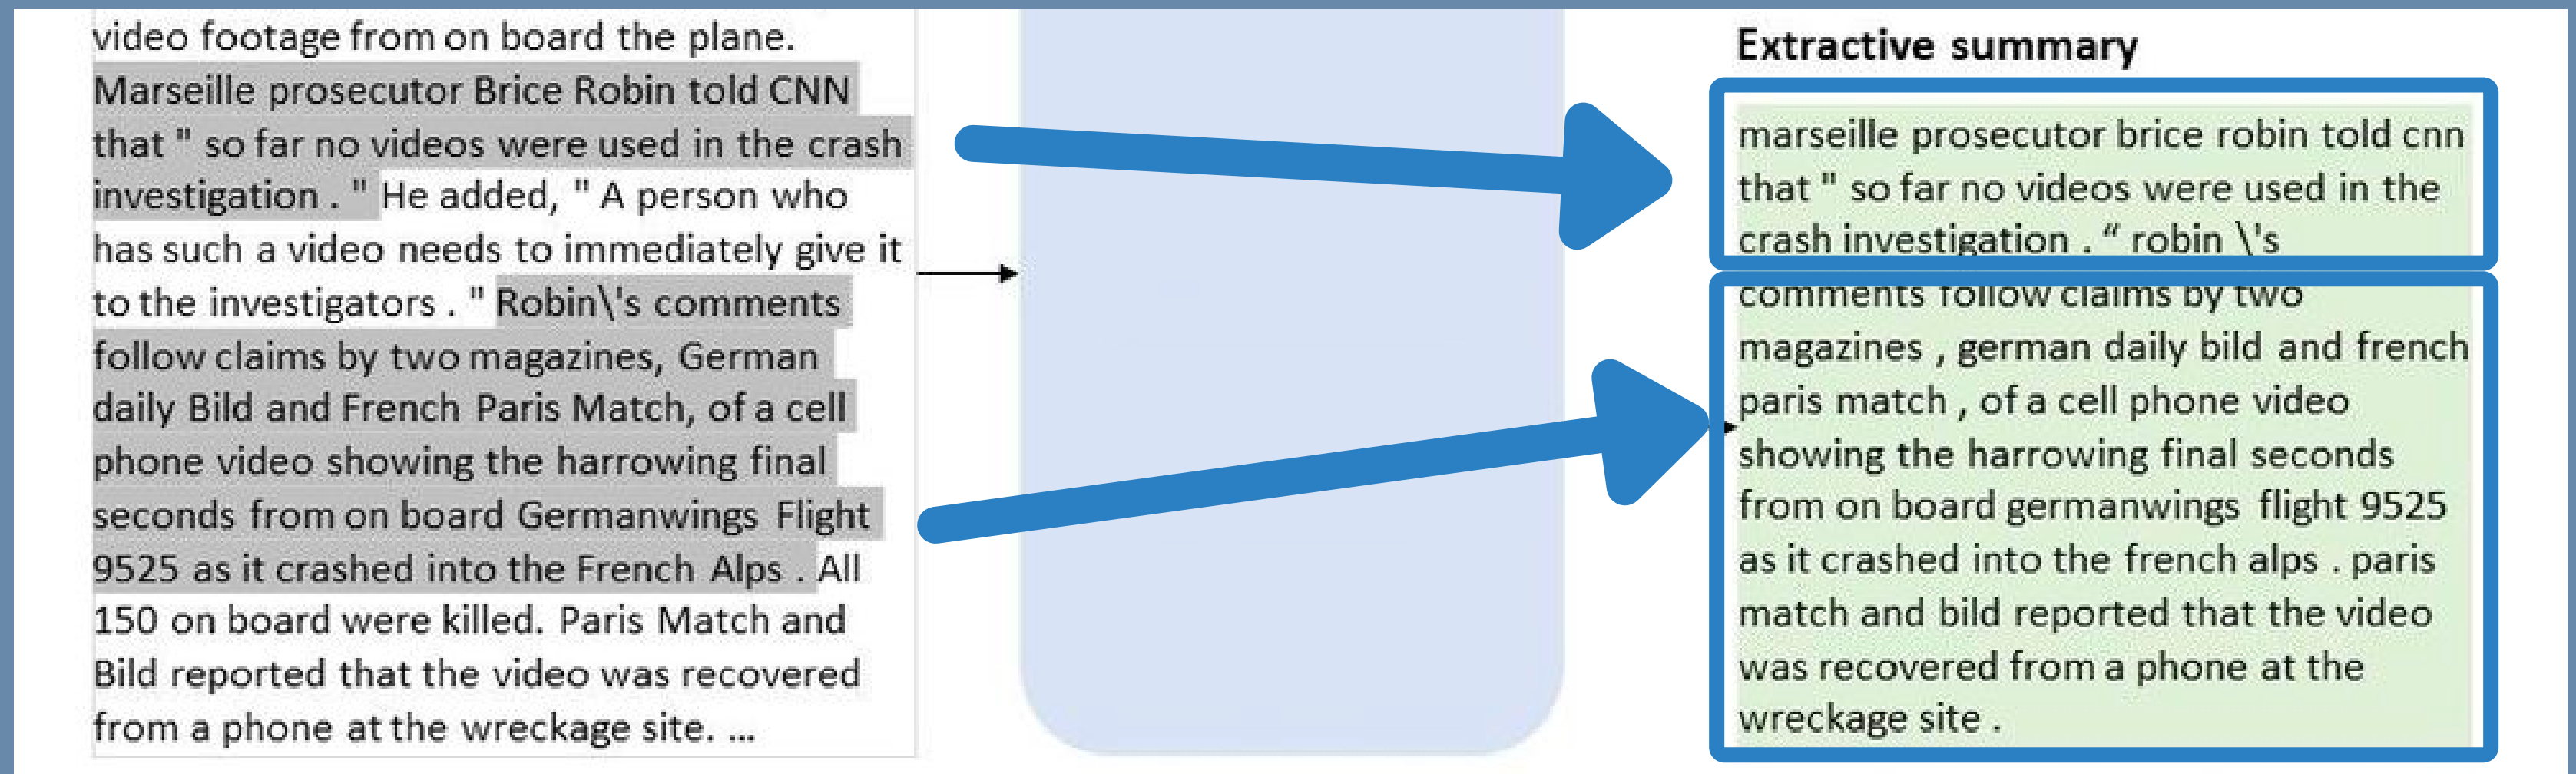 video footage from on board the plane.
Marseille prosecutor Brice Robin told CNN
that " so far no videos were used in the crash
investigation . " He added, " A person who
has such a video needs to immediately give it
to the investigators . " Robin\'s comments
follow claims by two magazines, German
daily Bild and French Paris Match, of a cell
phone video showing the harrowing final
seconds from on board Germanwings Flight
9525 as it crashed into the French Alps . All
150 on board were killed. Paris Match and
Bild reported that the video was recovered
from a phone at the wreckage site. ...
Extractive summary
marseille prosecutor brice robin told cnn
that " so far no videos were used in the
crash investigation . “ robin \'s
comments follow claims by two
magazines , german daily bild and french
paris match , of a cell phone video
showing the harrowing final seconds
from on board germanwings flight 9525
as it crashed into the french alps . paris
match and bild reported that the video
was recovered from a phone at the
wreckage site .